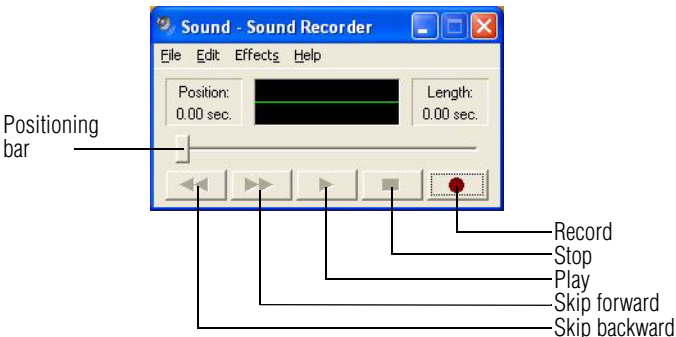 Sound - Sound Recorder
File Edit Effects Help
Position:
0.00 sec.
Length:
0.00 sec.
Positioning
bar
Record
Stop
Play
Skip forward
Skip backward